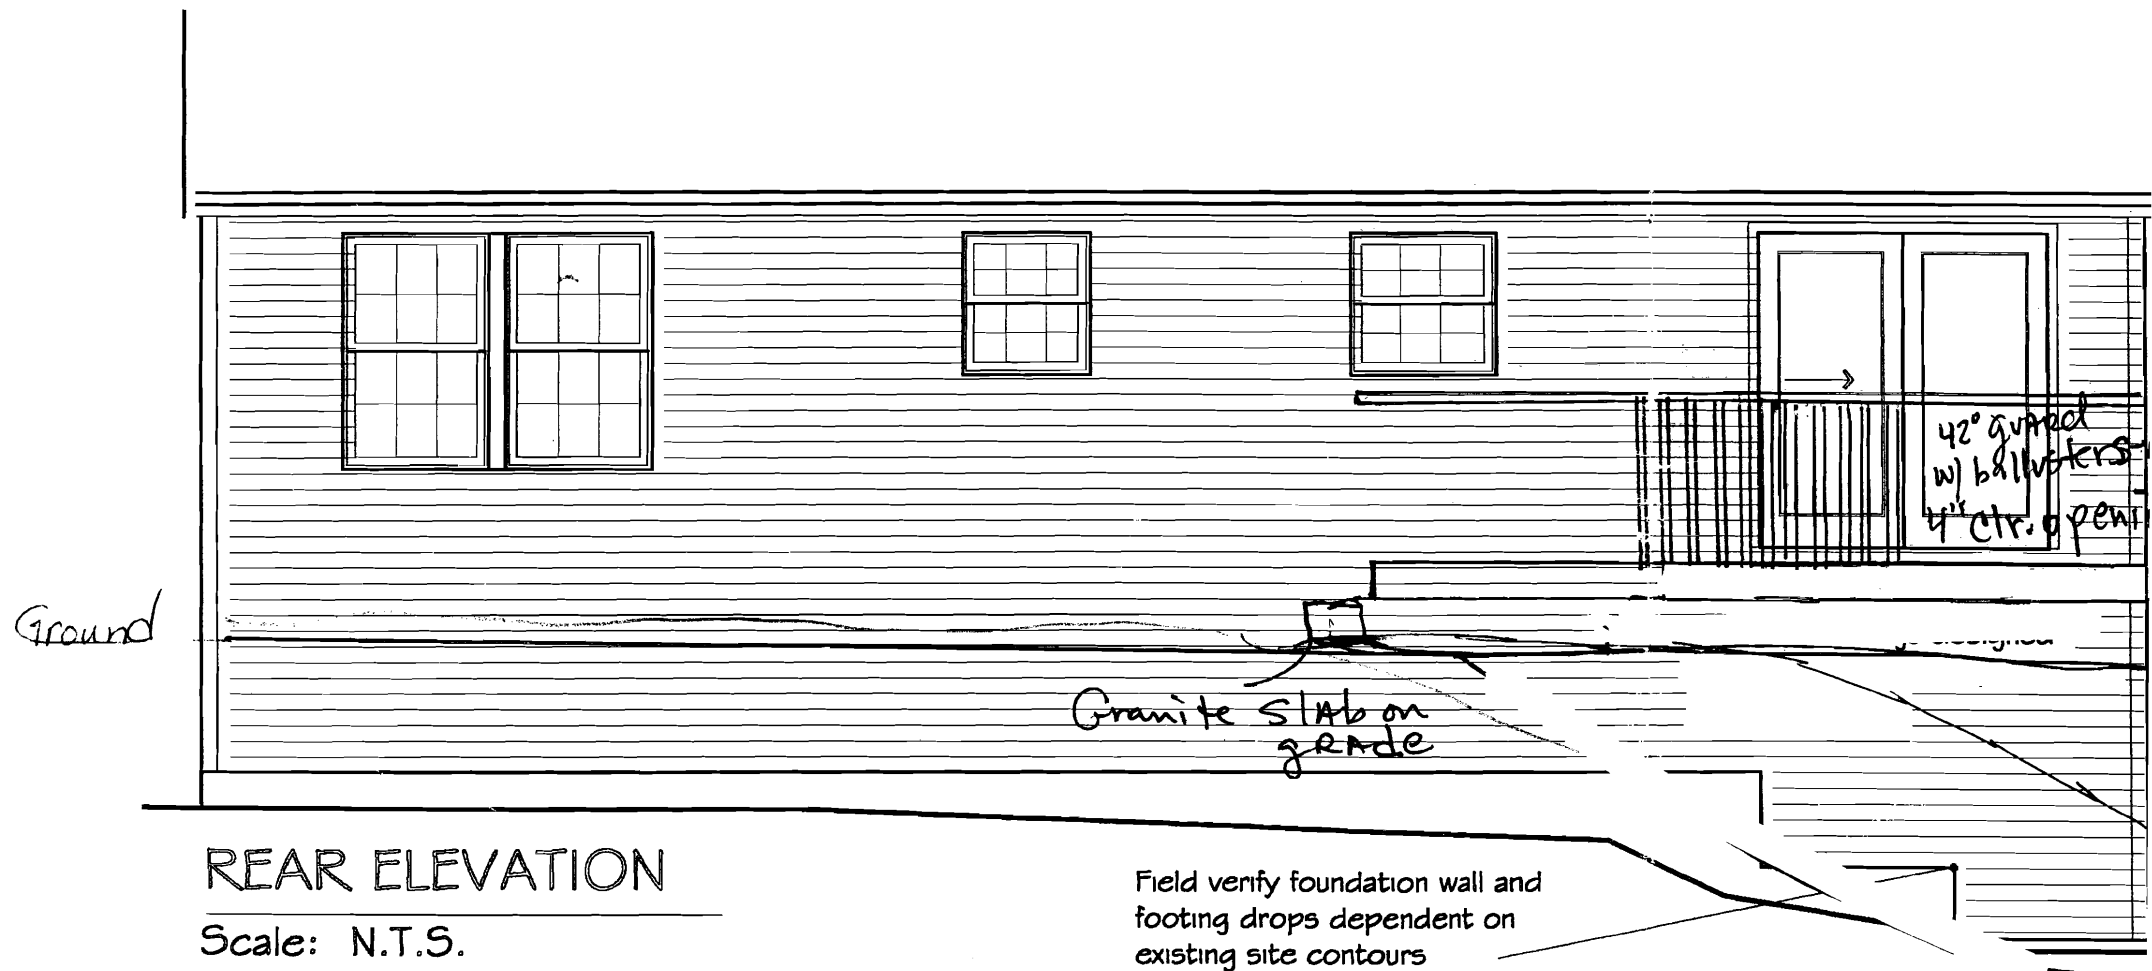 42" guard
w/ ballusters
4" clr. openi
Ground
Granite slab on
grade
REAR ELEVATION
Scale: N.T.S.
Field verify foundation wall and
footing drops dependent on
existing site contours